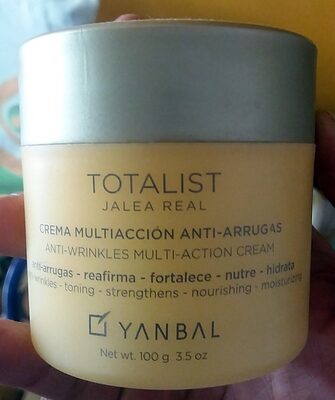 TOTALIST
JALEA REAL
CREMA MULTIACCIÓN ANTI-ARRUGAS
ANTI-WRINKLES MULTI-ACTION CREAM
anti-arrugas - reafirma - fortalece - nutre - hidrata
wrinkles - toning - strengthens - nourishing - moisturizing
YANBAL
Net wt. 100 g 3.5 oz